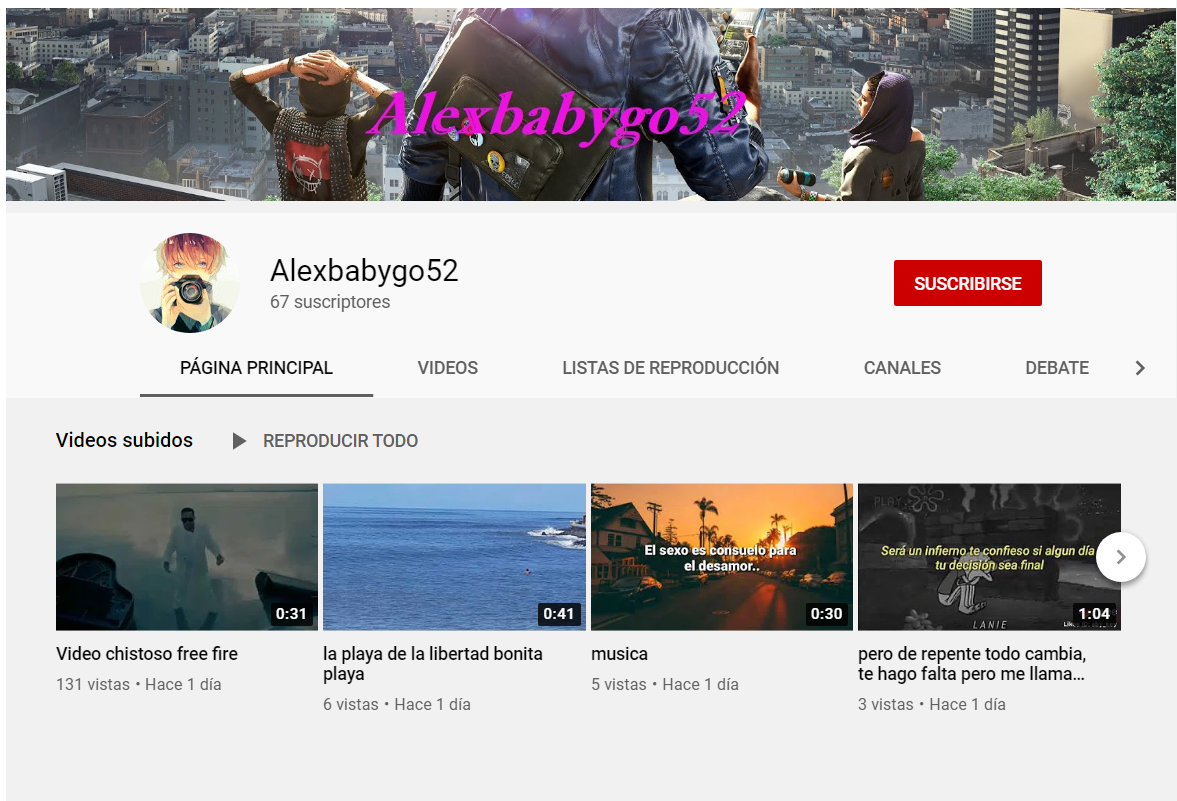 Alexbabygo52
Alexbabygo52
67 suscriptores
SUSCRIBIRSE
PÁGINA PRINCIPAL
VIDEOS
LISTAS DE REPRODUCCIÓN
CANALES
DEBATE
Videos subidos
REPRODUCIR TODO
0:31
0:41
El sexo es consuelo para
el desamor..
0:30
PLAY
Será un infierno te confieso si algun día
tu decisión sea final
LANIE
1:04
Video chistoso free fire
131 vistas • Hace 1 día
la playa de la libertad bonita
playa
6 vistas • Hace 1 día
musica
5 vistas • Hace 1 día
pero de repente todo cambia,
te hago falta pero me llama...
3 vistas • Hace 1 día